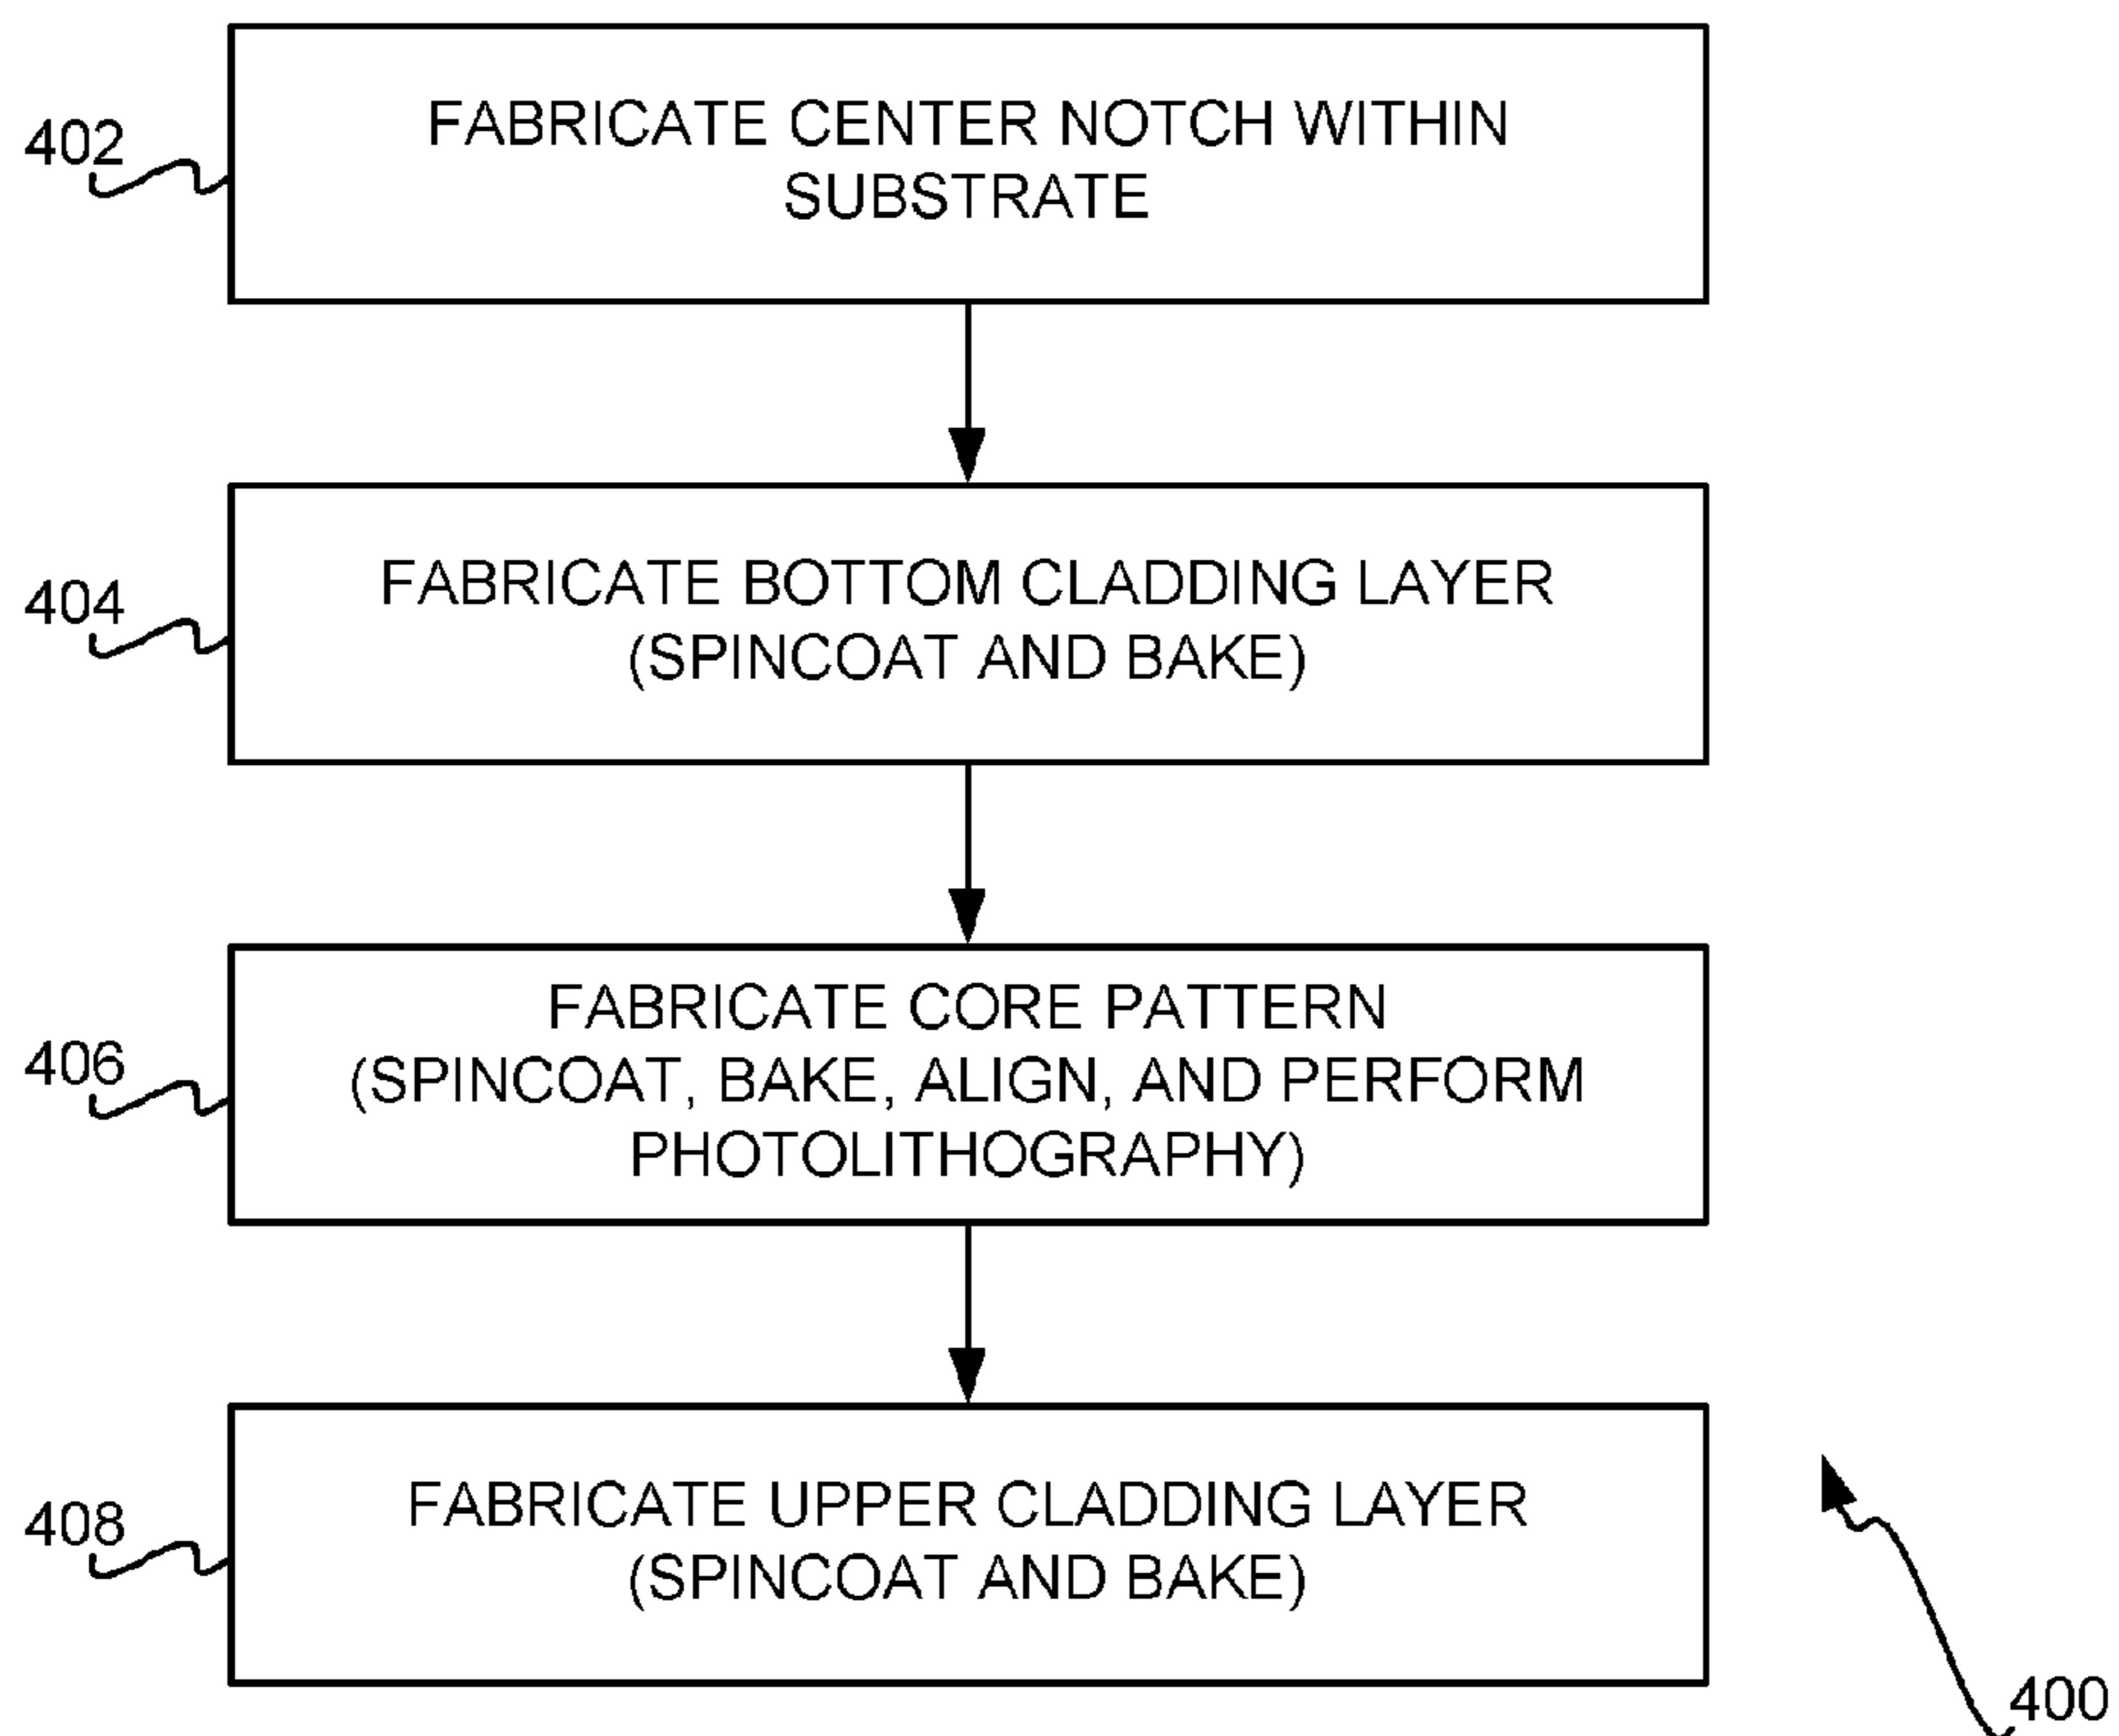 402
FABRICATE CENTER NOTCH WITHIN
SUBSTRATE
404
FABRICATE BOTTOM CLADDING LAYER
(SPINCOAT AND BAKE)
406
FABRICATE CORE PATTERN
(SPINCOAT, BAKE, ALIGN, AND PERFORM
PHOTOLITHOGRAPHY)
408
FABRICATE UPPER CLADDING LAYER
(SPINCOAT AND BAKE)
400